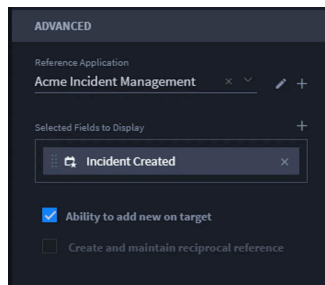 ADVANCED
Reference Application
Acme Incident Management
Selected Fields to Display
Incident Created
Ability to add new on target
Create and maintain reciprocal reference